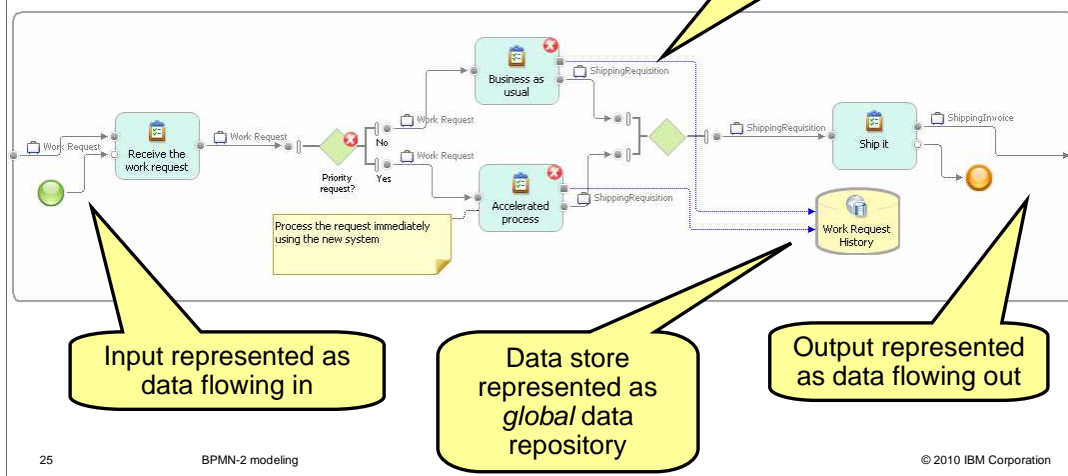 Business as
usual
ShippingRequisition
Work Request
Work Request
Receive the
work request
Work Request
No
Work Request
Priority
request?
Yes
ShippingRequisition
Ship it
ShippingInvoice
Accelerated
process
ShippingRequisition
Process the request immediately
using the new system
Work Request
History
Input represented as
data flowing in
Data store
represented as
global data
repository
Output represented
as data flowing out
25
BPMN-2 modeling
© 2010 IBM Corporation